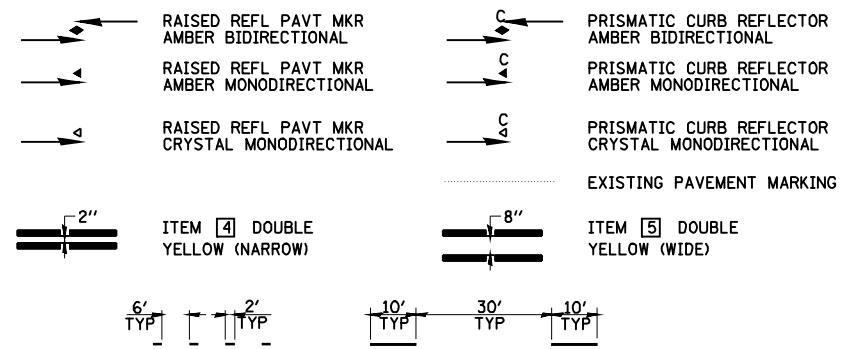 RAISED REFL PAVT MKR
AMBER BIDIRECTIONAL
C
PRISMATIC CURB REFLECTOR
AMBER BIDIRECTIONAL
RAISED REFL PAVT MKR
AMBER MONODIRECTIONAL
C
PRISMATIC CURB REFLECTOR
AMBER MONODIRECTIONAL
RAISED REFL PAVT MKR
CRYSTAL MONODIRECTIONAL
C
PRISMATIC CURB REFLECTOR
CRYSTAL MONODIRECTIONAL
EXISTING PAVEMENT MARKING
2''
ITEM 4 DOUBLE
YELLOW (NARROW)
8''
ITEM 5 DOUBLE
YELLOW (WIDE)
6' 2' 10' 30' 10'
TYP TYP TYP TYP TYP